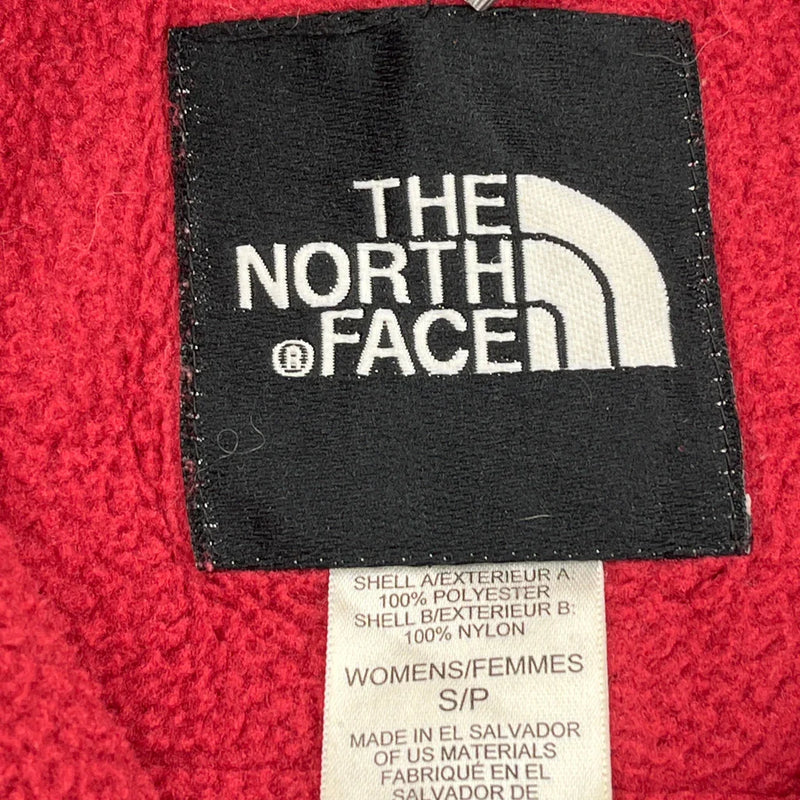 THE
NORTH
® FACE
SHELL A/EXTERIEUR A:
100% POLYESTER
SHELL B/EXTERIEUR B:
100% NYLON
WOMENS/FEMMES
S/P
MADE IN EL SALVADOR
OF US MATERIALS
FABRIQUÉ EN EL
SALVADOR DE